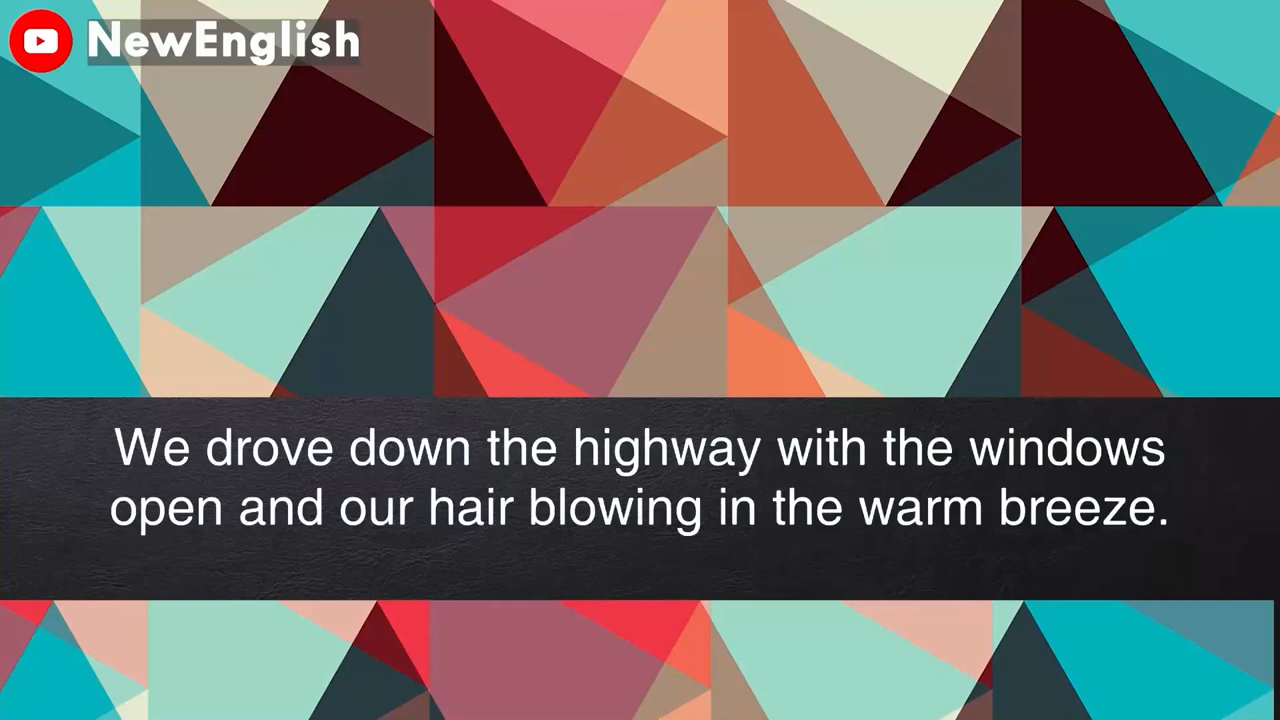 NewEnglish
We drove down the highway with the windows
open and our hair blowing in the warm breeze.